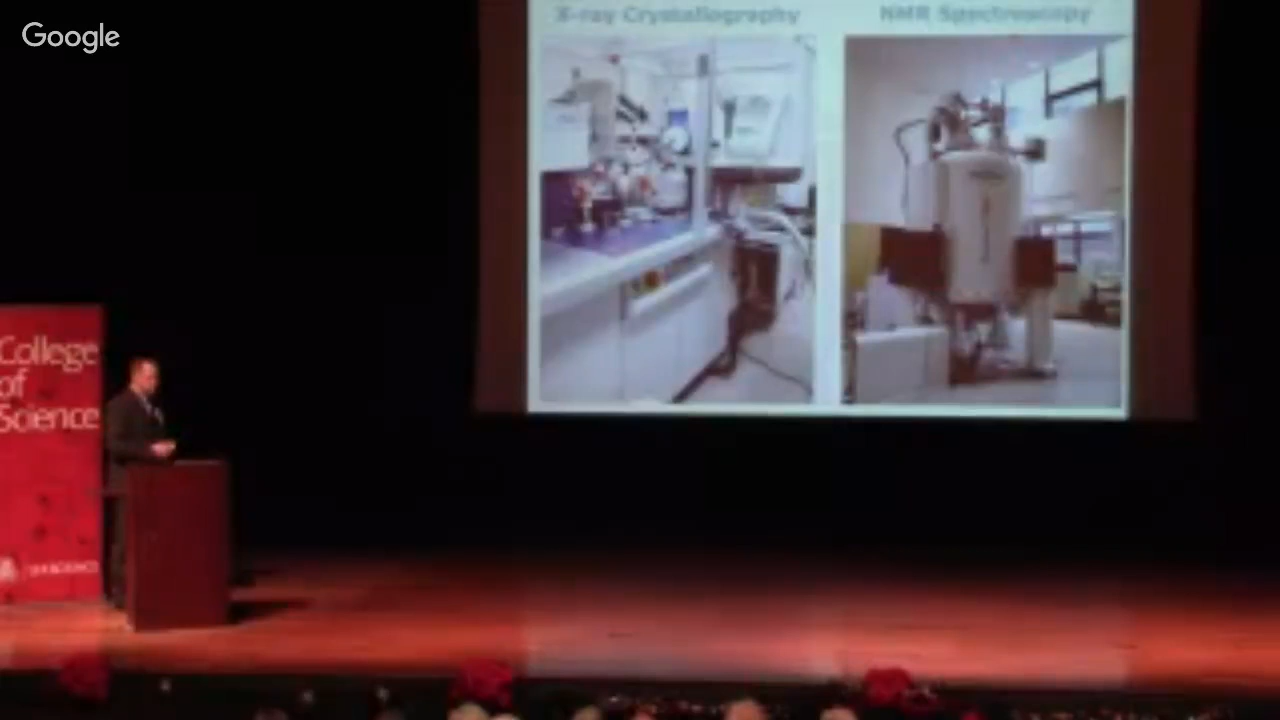 Google
X-ray Crystallography
NMR Spectroscopy
College
of
Science